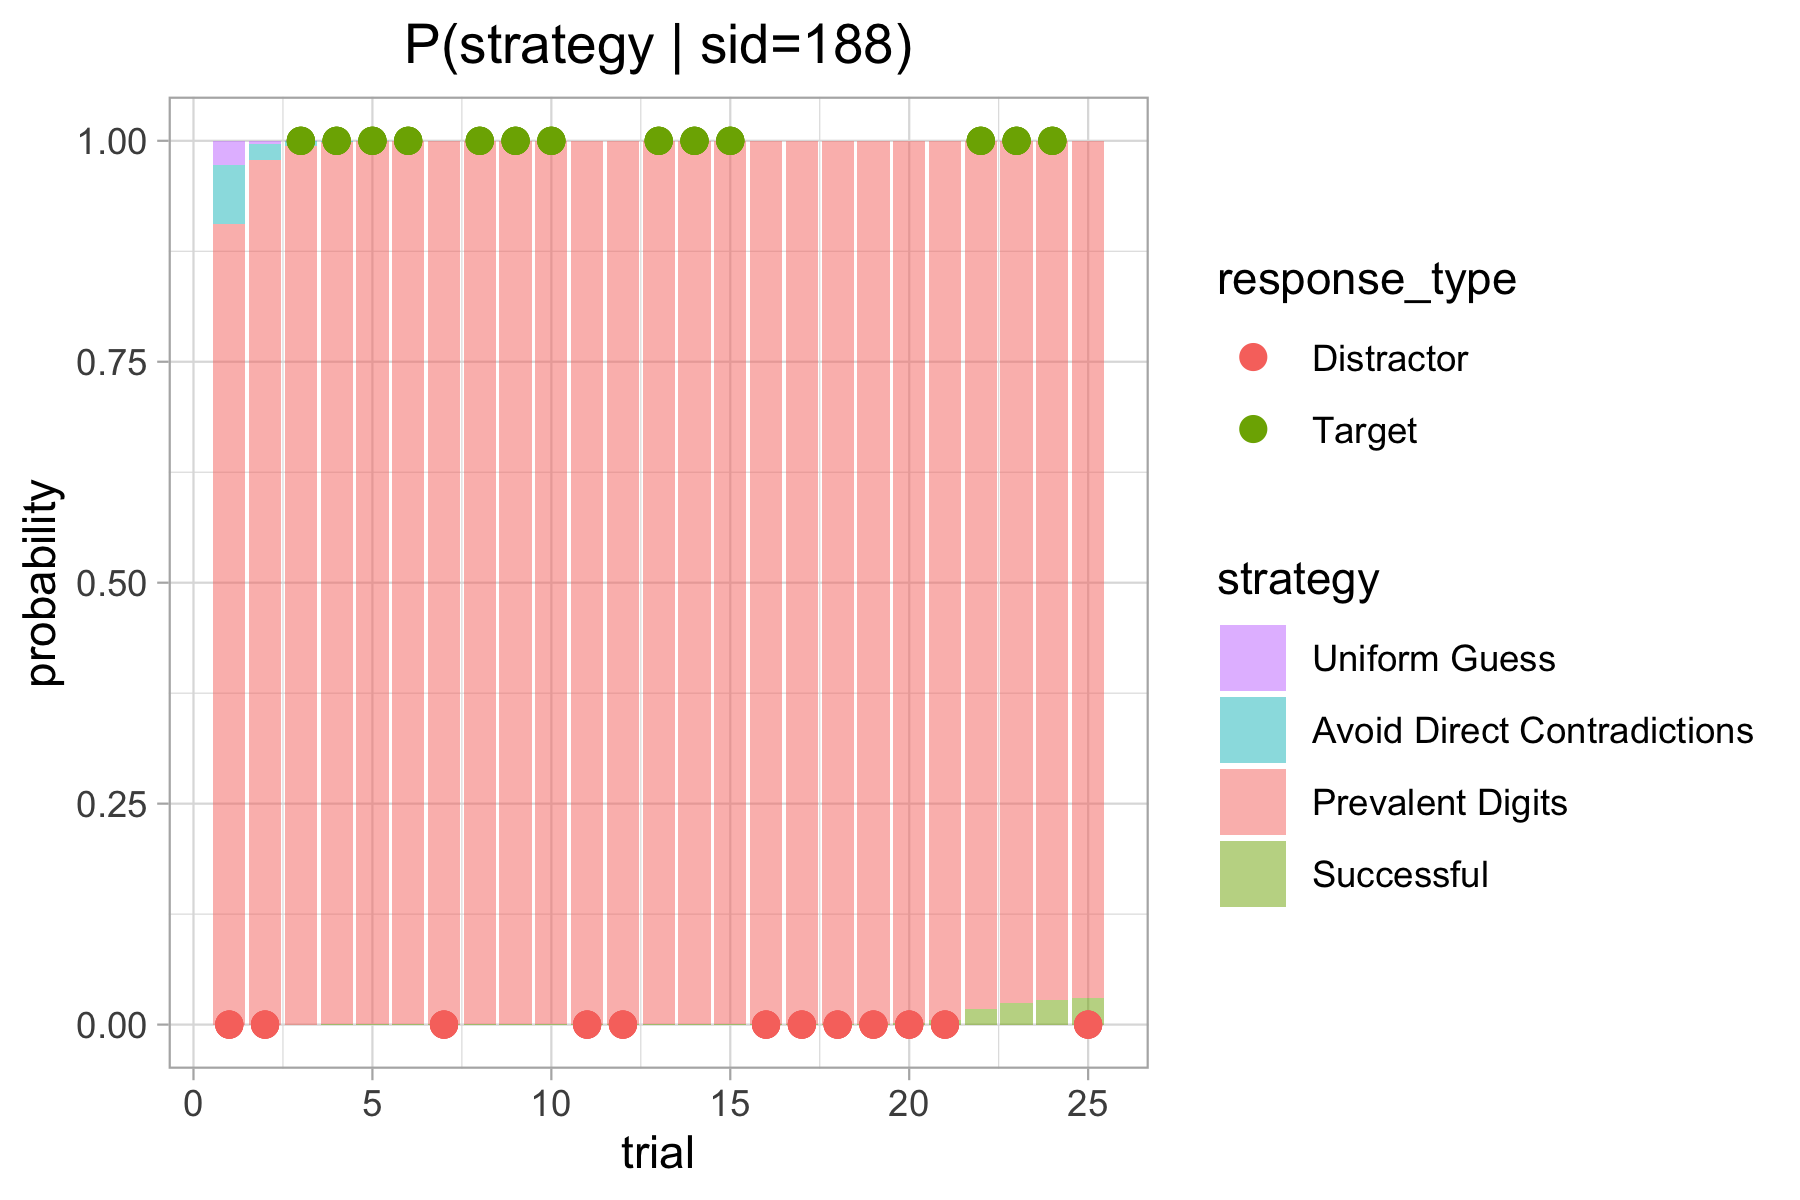 P(strategy | sid=188)
1.00
0.75
0.50
0.25
0.00
probability
0 5 10 15 20 25
trial
response_type
Distractor
Target
strategy
Uniform Guess
Avoid Direct Contradictions
Prevalent Digits
Successful